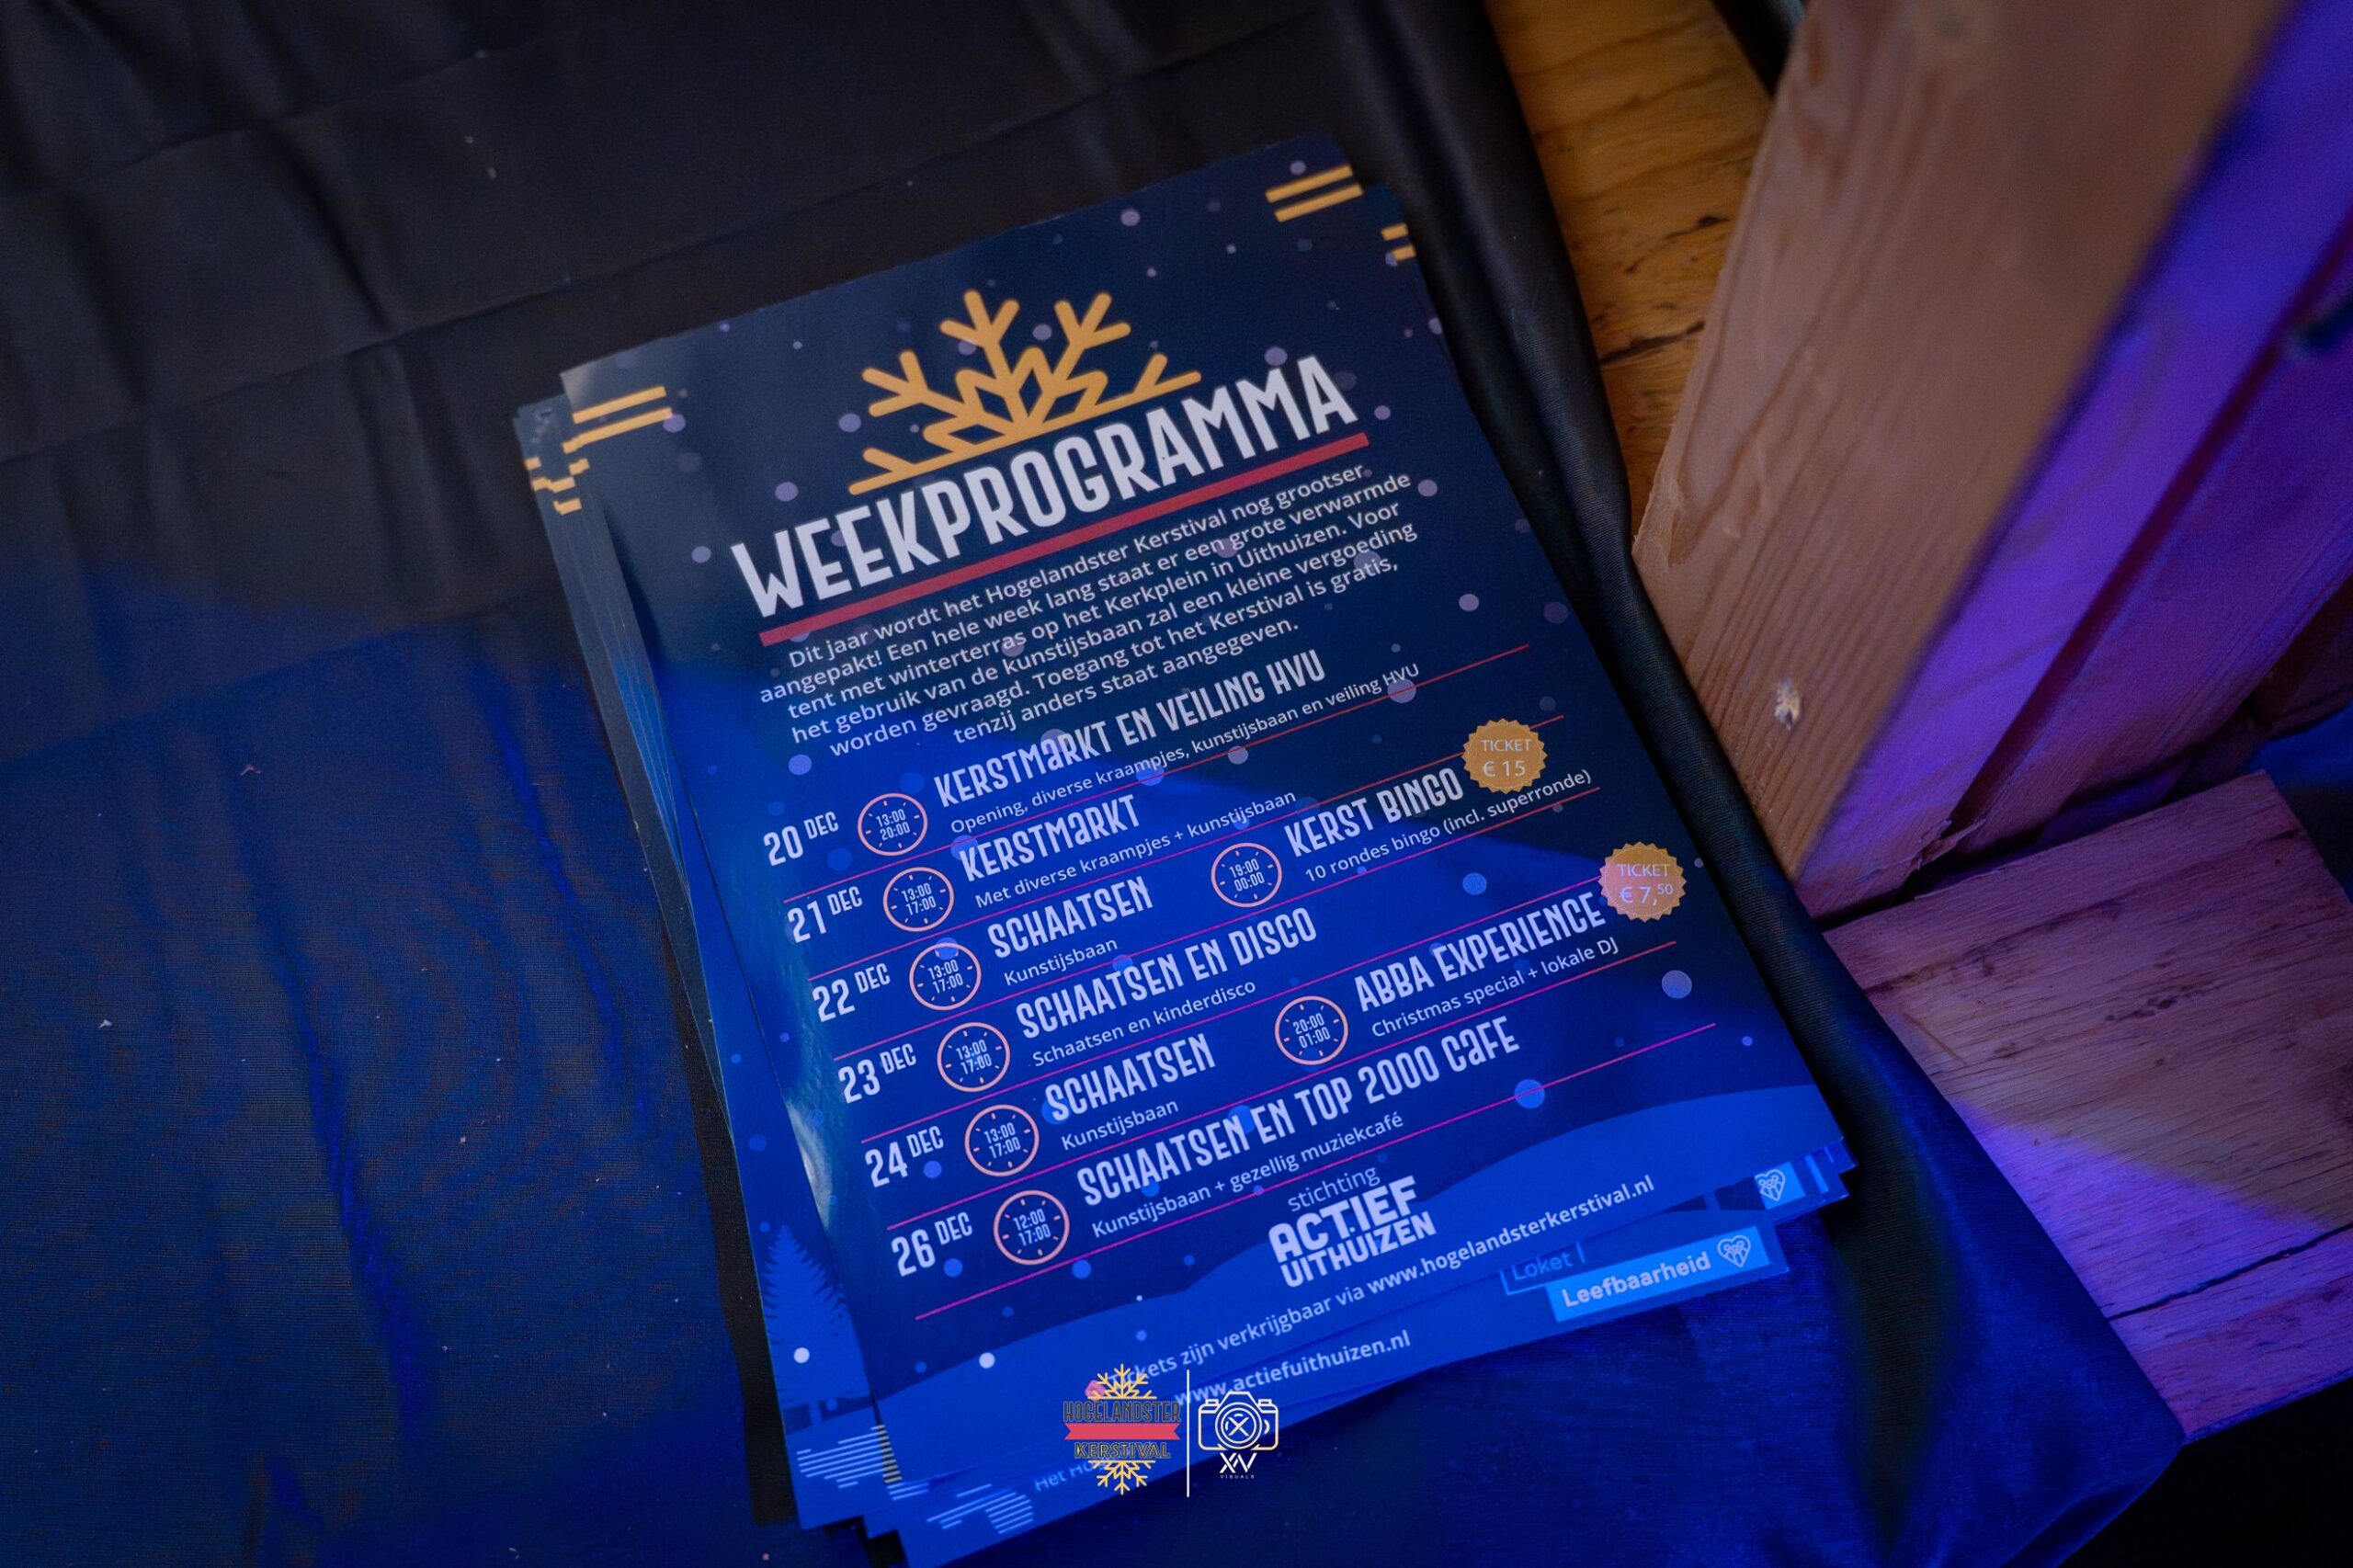 WEEKPROGRAMMA
Dit jaar wordt het Hogelandster Kerstival nog grootser
aangepakt! Een hele week lang staat er een grote verwarmde
tent met winterterras op het Kerkplein in Uithuizen. Voor
het gebruik van de kunstijsbaan zal een kleine vergoeding
worden gevraagd. Toegang tot het Kerstival is gratis,
tenzij anders staat aangegeven.
20 DEC
13:00
20:00
KERSTMARKT EN VEILING HVU
Opening, diverse kraampjes, kunstijsbaan en veiling HVU
21 DEC
13:00
17:00
KERSTMARKT
Met diverse kraampjes + kunstijsbaan
22 DEC
13:00
17:00
SCHAATSEN
Kunstijsbaan
19:00
00:00
KERST BINGO
10 rondes bingo (incl. superronde)
TICKET
€ 15
23 DEC
13:00
17:00
SCHAATSEN EN DISCO
Schaatsen en kinderdisco
24 DEC
13:00
17:00
SCHAATSEN
Kunstijsbaan
20:00
01:00
ABBA EXPERIENCE
Christmas special + lokale DJ
TICKET
€ 7,50
26 DEC
12:00
17:00
SCHAATSEN EN TOP 2000 CAFE
Kunstijsbaan + gezellig muziekcafé
stichting
ACTIEF
UITHUIZEN
zijn verkrijgbaar via www.hogelandsterkerstival.nl
www.actiefuithuizen.nl
Loket
Leefbaarheid
Het
HOGELANDSTER
KERSTIVAL
XV
VISUALS